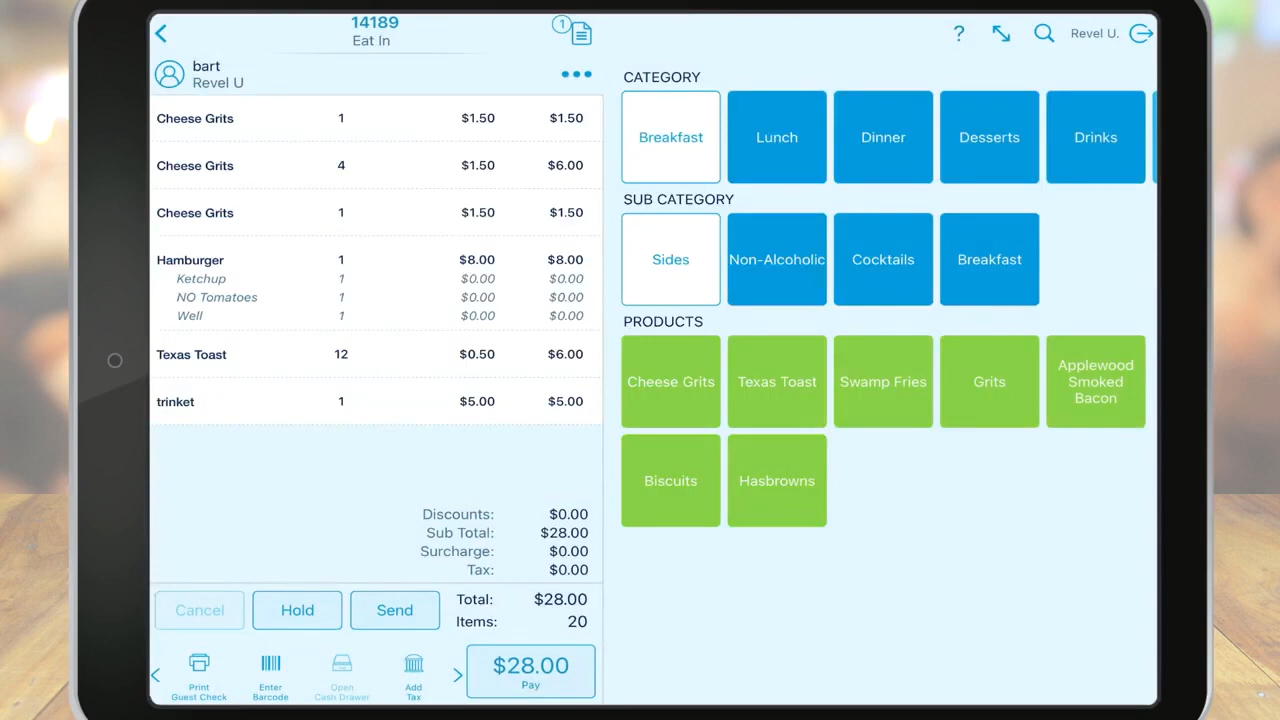 14189
Eat In
1
? Revel U.
bart
Revel U
Cheese Grits 1 $1.50 $1.50
Cheese Grits 4 $1.50 $6.00
Cheese Grits 1 $1.50 $1.50
Hamburger 1 $8.00 $8.00
Ketchup 1 $0.00 $0.00
NO Tomatoes 1 $0.00 $0.00
Well 1 $0.00 $0.00
Texas Toast 12 $0.50 $6.00
trinket 1 $5.00 $5.00
Discounts: $0.00
Sub Total: $28.00
Surcharge: $0.00
Tax: $0.00
Cancel
Hold
Send
Total: $28.00
Items: 20
Print
Guest Check
Enter
Barcode
Open
Cash Drawer
Add
Tax
$28.00
Pay
CATEGORY
Breakfast
Lunch
Dinner
Desserts
Drinks
SUB CATEGORY
Sides
Non-Alcoholic
Cocktails
Breakfast
PRODUCTS
Cheese Grits
Texas Toast
Swamp Fries
Grits
Applewood
Smoked
Bacon
Biscuits
Hasbrowns